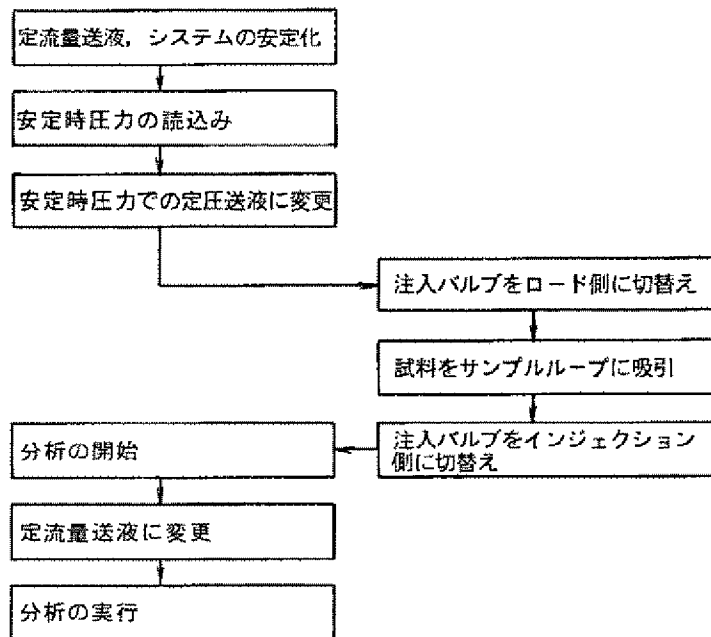 定流量送液，システムの安定化
安定時圧力の読込み
安定時圧力での定圧送液に変更
注入バルブをロード側に切替え
試料をサンプルループに吸引
注入バルブをインジェクション
側に切替え
分析の開始
定流量送液に変更
分析の実行